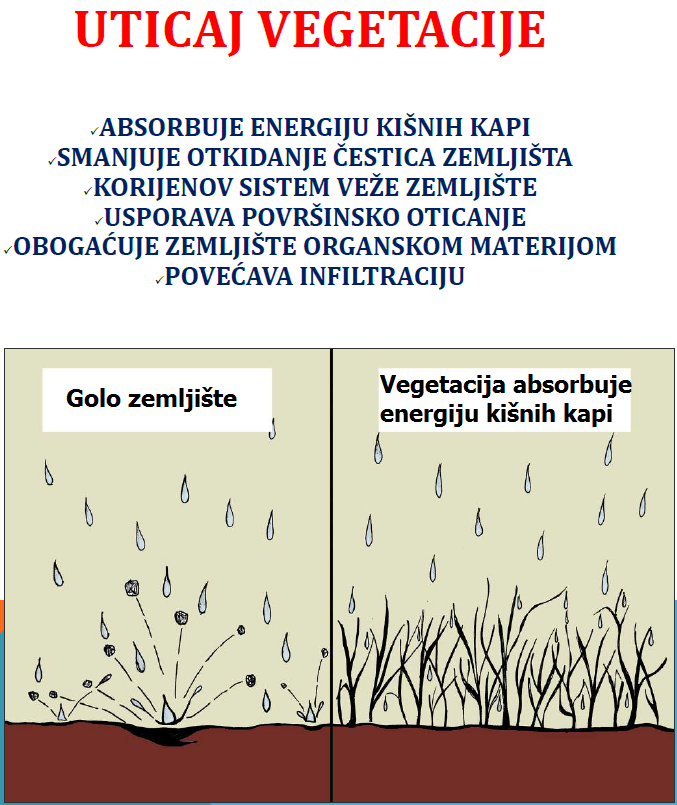 UTICAJ VEGETACIJE
✓ABSORBUJE ENERGIJU KIŠNIH KAPI
✓SMANJUJE OTKIDANJE ČESTICA ZEMLJIŠTA
✓KORIJENOV SISTEM VEŽE ZEMLJIŠTE
✓USPORAVA POVRŠINSKO OTICANJE
✓OBOGAĆUJE ZEMLJIŠTE ORGANSKOM MATERIJOM
✓POVEĆAVA INFILTRACIJU
Golo zemljište
Vegetacija absorbuje
energiju kišnih kapi